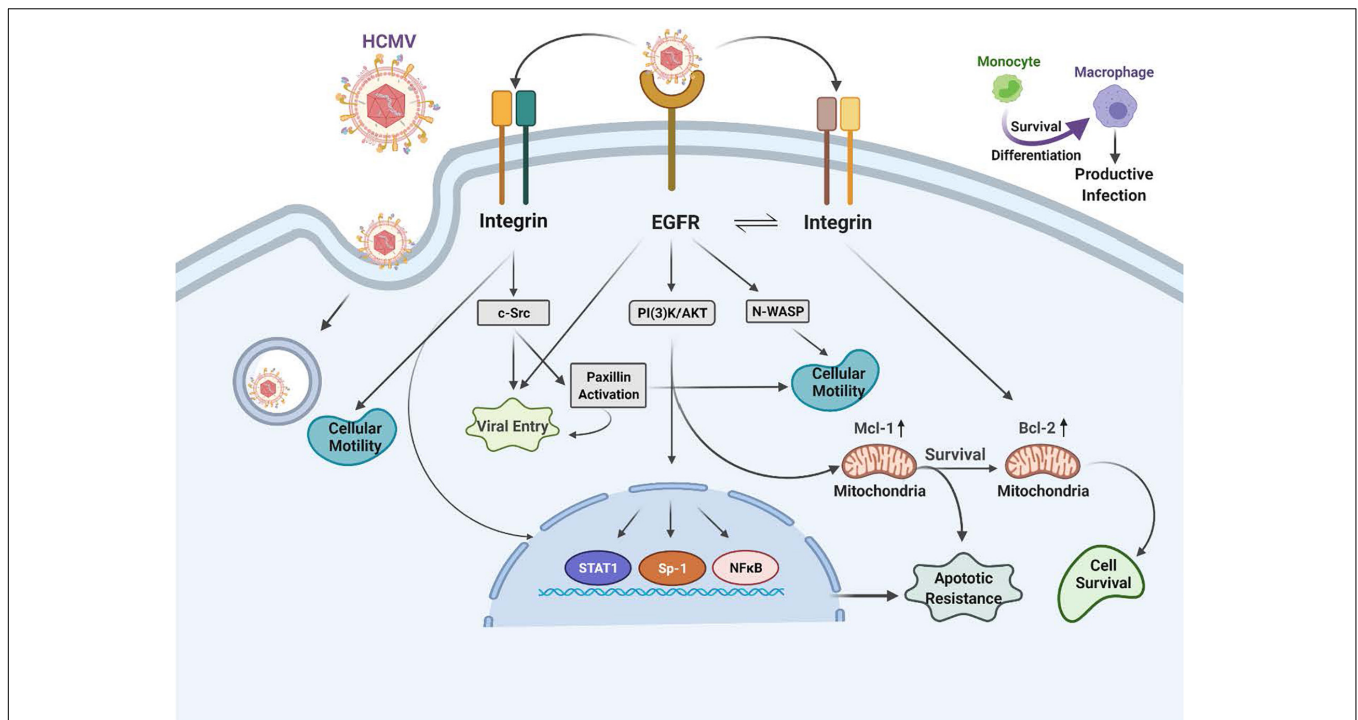 HCMV
Monocyte
Macrophage
Survival
Differentiation
Productive
Infection
Integrin
EGFR
Integrin
c-Src
PI(3)K/AKT
N-WASP
Paxillin
Activation
Cellular
Motility
Viral Entry
Cellular
Motility
Mcl-1
Bcl-2
Survival
Mitochondria
Mitochondria
STAT1
Sp-1
NFκB
Apototic
Resistance
Cell
Survival